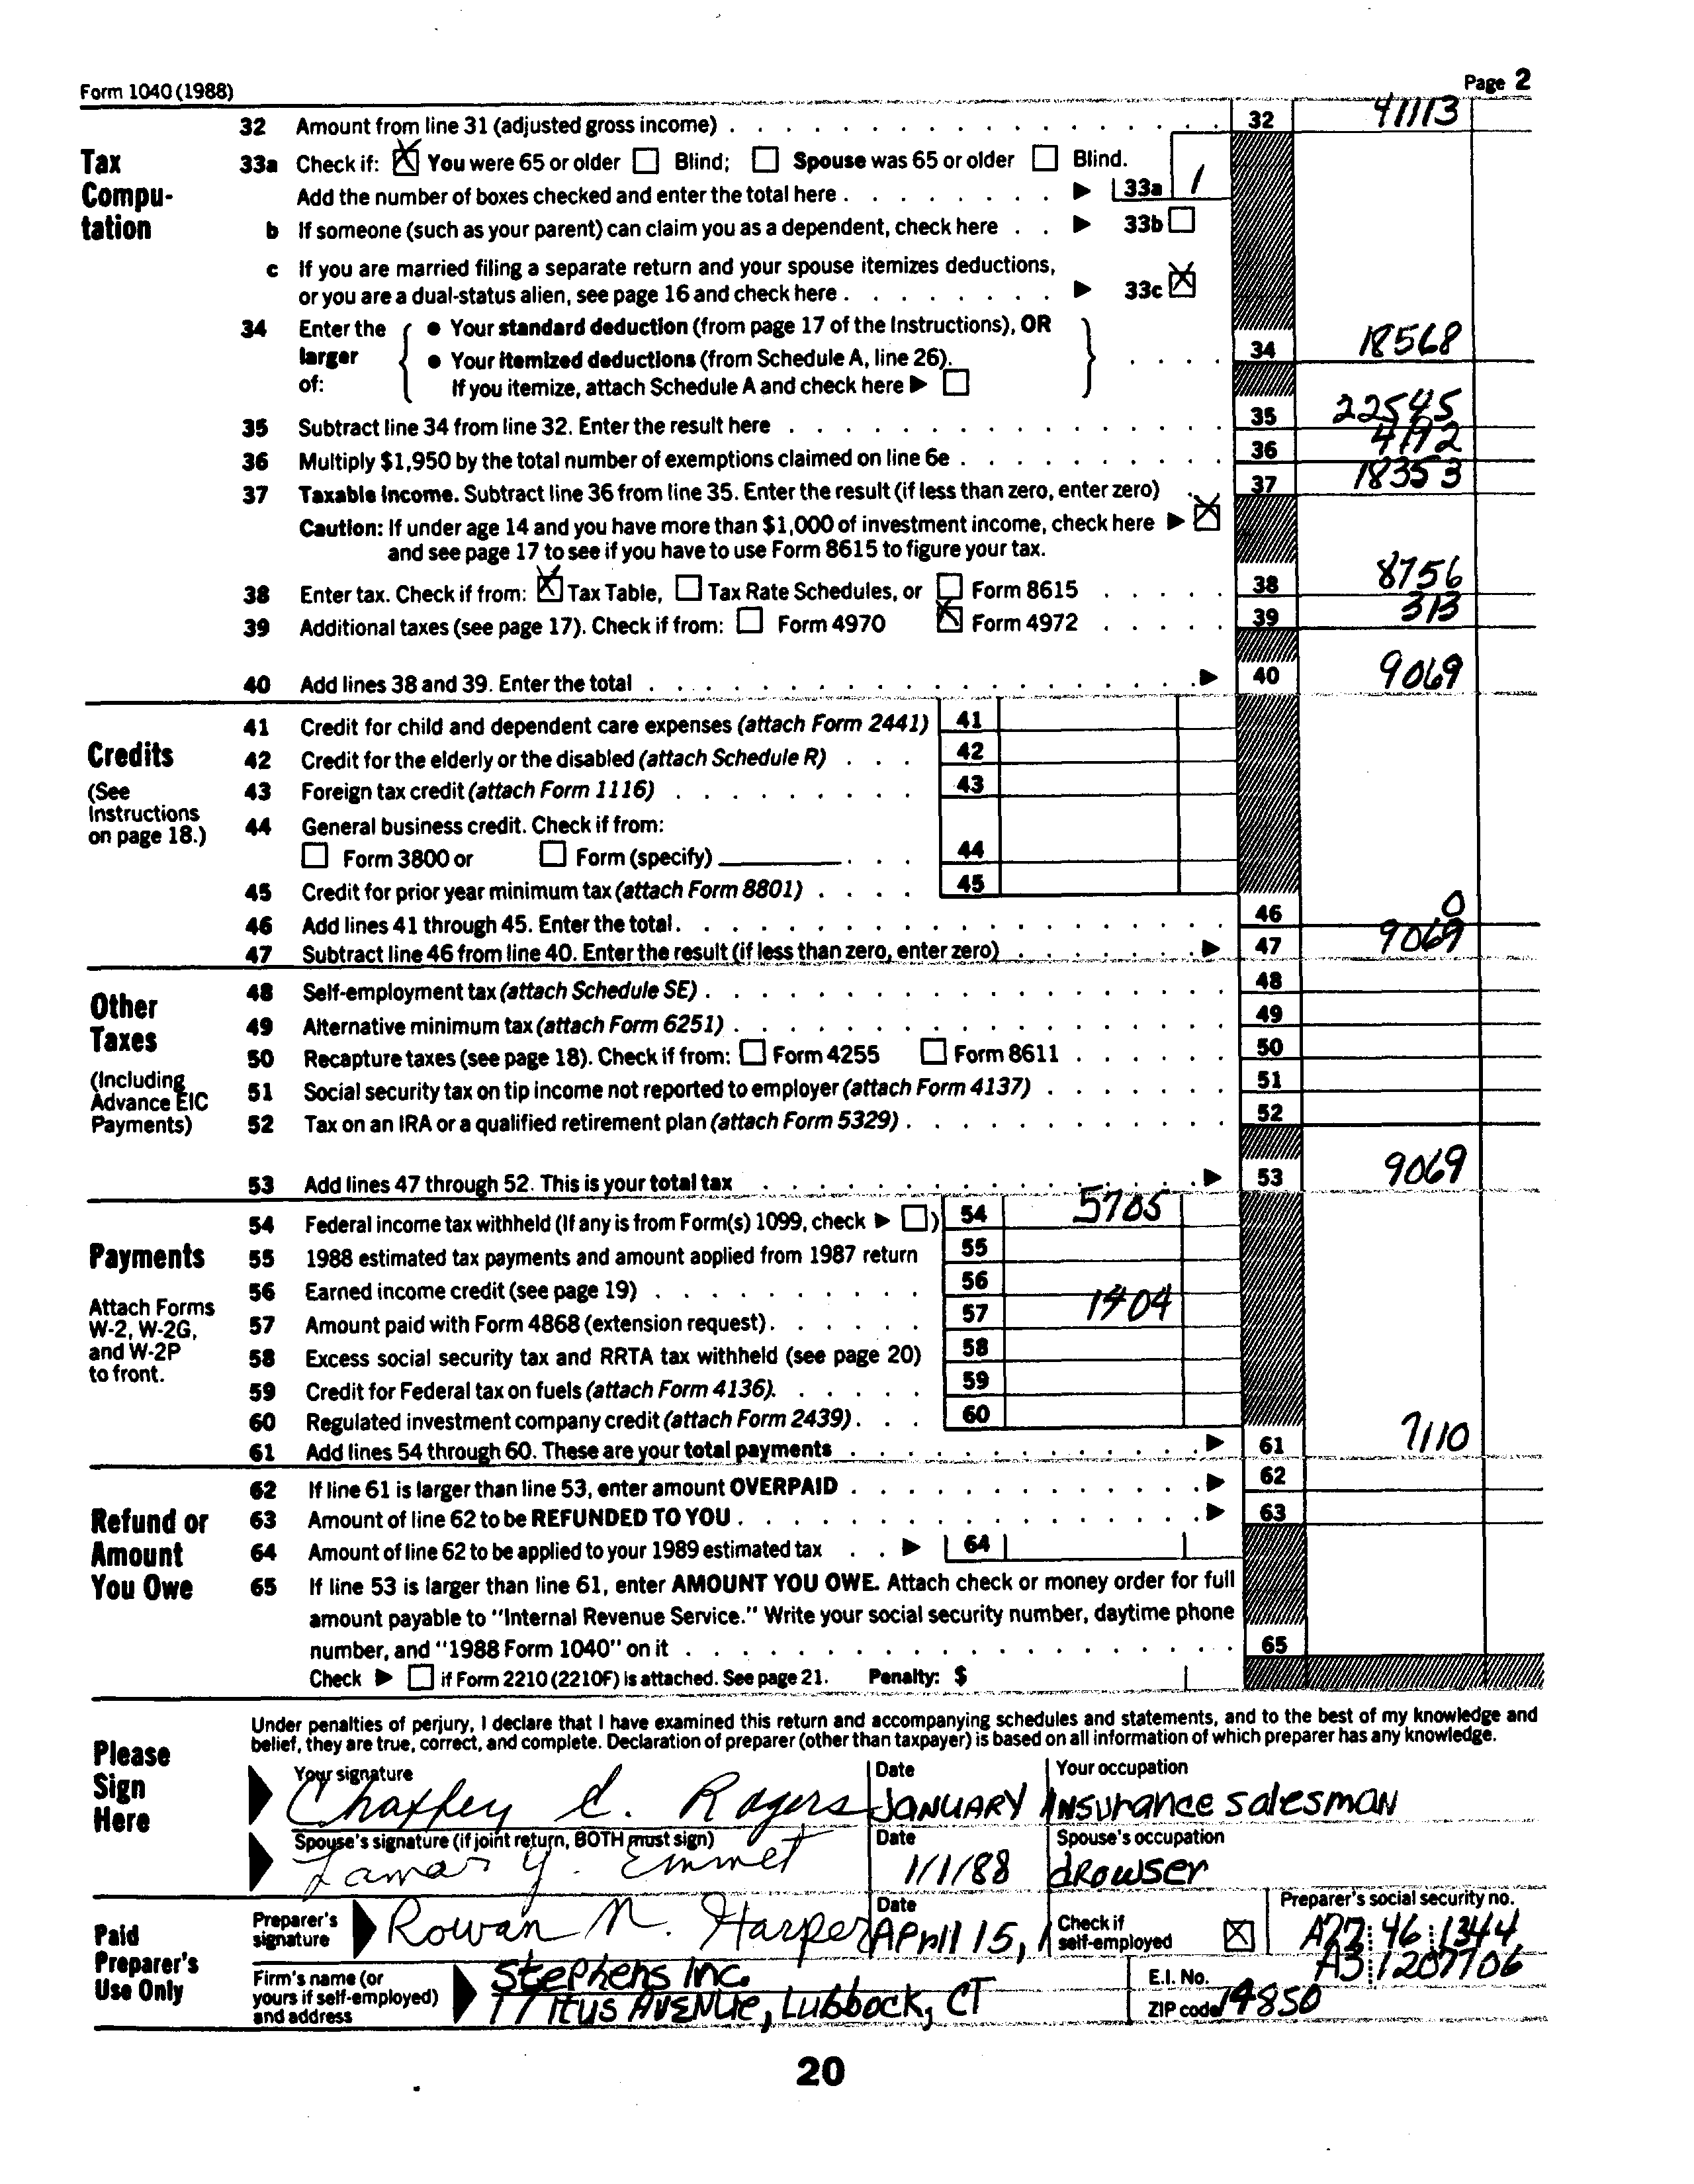 Form 1040 (1988) Page 2
32 Amount from line 31 (adjusted gross income) 32 41113
Tax Compu-tation
33a Check if: You were 65 or older Blind; Spouse was 65 or older Blind.
Add the number of boxes checked and enter the total here 33a 1
b If someone (such as your parent) can claim you as a dependent, check here 33b
c If you are married filing a separate return and your spouse itemizes deductions,
or you are a dual-status alien, see page 16 and check here 33c
34 Enter the larger of:
● Your standard deduction (from page 17 of the Instructions), OR
● Your itemized deductions (from Schedule A, line 26).
If you itemize, attach Schedule A and check here
34 18568
35 Subtract line 34 from line 32. Enter the result here 35 22545
36 Multiply $1,950 by the total number of exemptions claimed on line 6e 36 4192
37 Taxable income. Subtract line 36 from line 35. Enter the result (if less than zero, enter zero) 37 18353
Caution: If under age 14 and you have more than $1,000 of investment income, check here
and see page 17 to see if you have to use Form 8615 to figure your tax.
38 Enter tax. Check if from: Tax Table, Tax Rate Schedules, or Form 8615 38 8756
39 Additional taxes (see page 17). Check if from: Form 4970 Form 4972 39 313
40 Add lines 38 and 39. Enter the total 40 9069
Credits
(See Instructions on page 18.)
41 Credit for child and dependent care expenses (attach Form 2441) 41
42 Credit for the elderly or the disabled (attach Schedule R) 42
43 Foreign tax credit (attach Form 1116) 43
44 General business credit. Check if from:
Form 3800 or Form (specify) 44
45 Credit for prior year minimum tax (attach Form 8801) 45
46 Add lines 41 through 45. Enter the total. 46 0
47 Subtract line 46 from line 40. Enter the result (if less than zero, enter zero) 47 9069
Other Taxes
(Including Advance EIC Payments)
48 Self-employment tax (attach Schedule SE) 48
49 Alternative minimum tax (attach Form 6251) 49
50 Recapture taxes (see page 18). Check if from: Form 4255 Form 8611 50
51 Social security tax on tip income not reported to employer (attach Form 4137) 51
52 Tax on an IRA or a qualified retirement plan (attach Form 5329) 52
53 Add lines 47 through 52. This is your total tax 53 9069
Payments
Attach Forms W-2, W-2G, and W-2P to front.
54 Federal income tax withheld (If any is from Form(s) 1099, check ) 54 5705
55 1988 estimated tax payments and amount applied from 1987 return 55
56 Earned income credit (see page 19) 56
57 Amount paid with Form 4868 (extension request) 57 1404
58 Excess social security tax and RRTA tax withheld (see page 20) 58
59 Credit for Federal tax on fuels (attach Form 4136). 59
60 Regulated investment company credit (attach Form 2439) 60
61 Add lines 54 through 60. These are your total payments 61 7110
Refund or Amount You Owe
62 If line 61 is larger than line 53, enter amount OVERPAID 62
63 Amount of line 62 to be REFUNDED TO YOU 63
64 Amount of line 62 to be applied to your 1989 estimated tax 64
65 If line 53 is larger than line 61, enter AMOUNT YOU OWE. Attach check or money order for full
amount payable to "Internal Revenue Service." Write your social security number, daytime phone
number, and "1988 Form 1040" on it 65
Check if Form 2210 (2210F) is attached. See page 21. Penalty: $
Please Sign Here
Under penalties of perjury, I declare that I have examined this return and accompanying schedules and statements, and to the best of my knowledge and
belief, they are true, correct, and complete. Declaration of preparer (other than taxpayer) is based on all information of which preparer has any knowledge.
Your signature Date Your occupation
Chaffey C. Rogers JANUARY Insurance salesman
Spouse's signature (if joint return, BOTH must sign) Date Spouse's occupation
Lamar Y. Emmet 1/1/88 drowser
Paid Preparer's Use Only
Preparer's signature Rowan N. Harper Date April 15, 1 Check if self-employed Preparer's social security no. A77 46 1344
Firm's name (or yours if self-employed) and address Stephens Inc. E.I. No. A3 1207706
1 Titus Avenue, Lubbock, CT ZIP code 14850
20